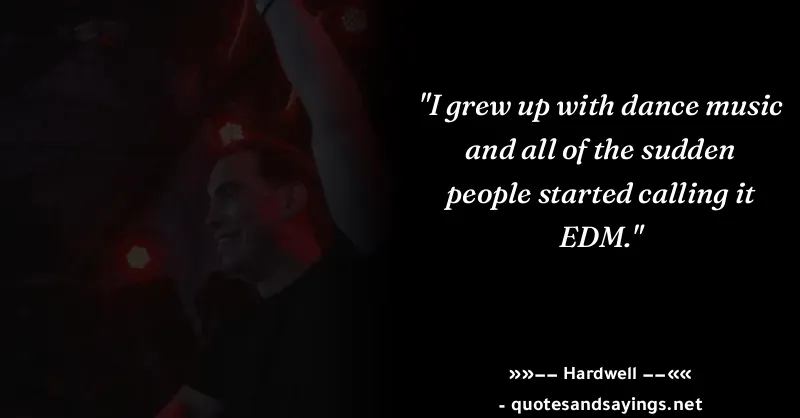 "I grew up with dance music
and all of the sudden
people started calling it
EDM."
»»−− Hardwell −−««
- quotesandsayings.net